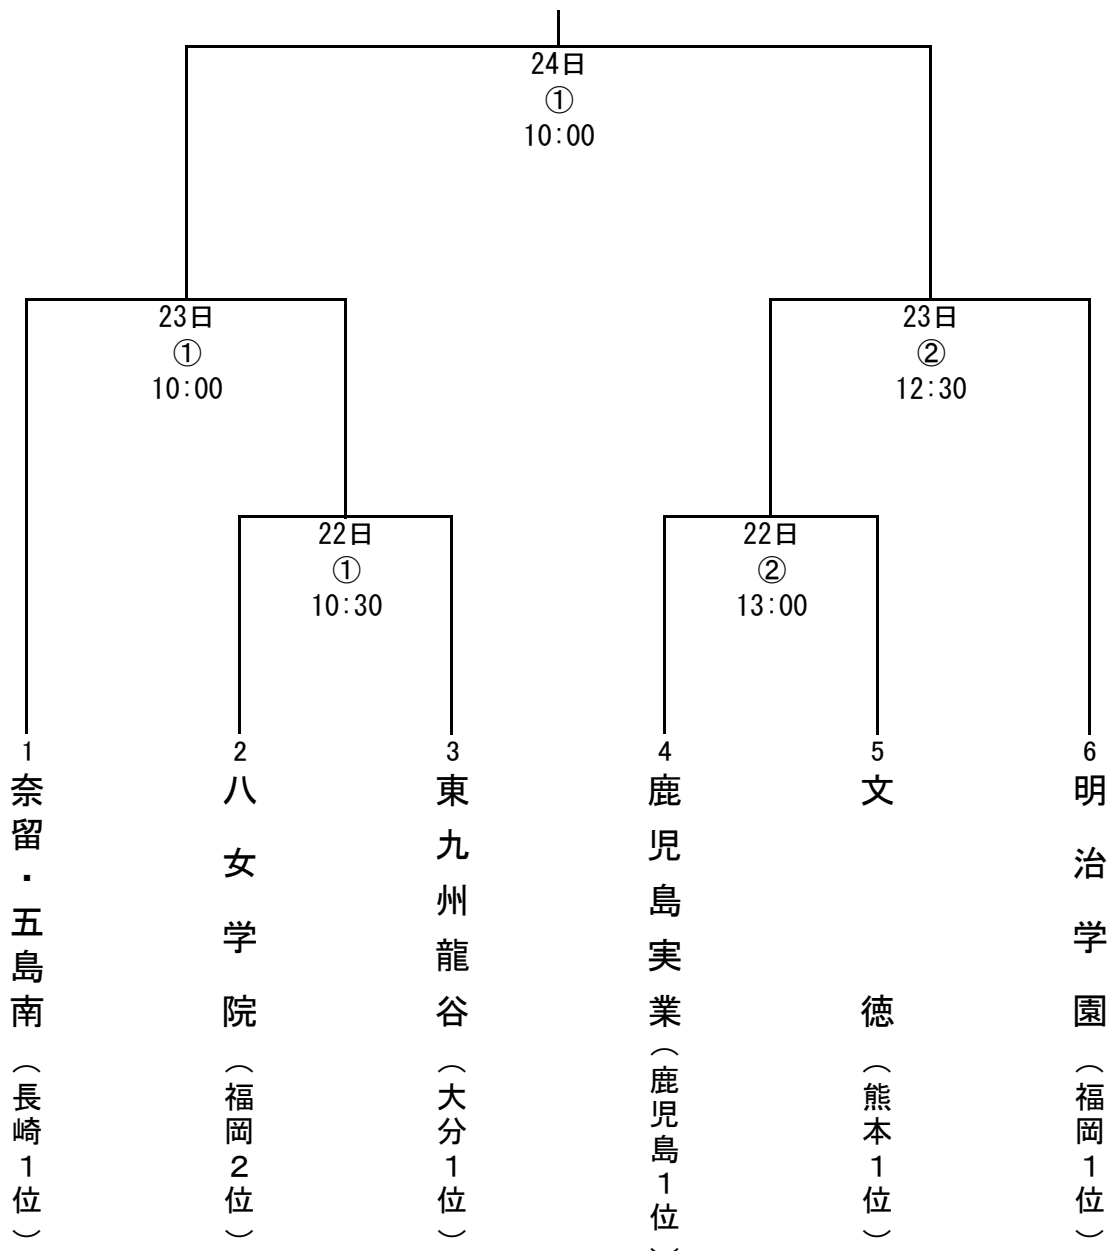 24日
①
10:00
23日
①
10:00
23日
②
12:30
22日
①
10:30
22日
②
13:00
1
奈留・五島南（長崎１位）
2
八女学院（福岡２位）
3
東九州龍谷（大分１位）
4
鹿児島実業（鹿児島１位）
5
文徳（熊本１位）
6
明治学園（福岡１位）